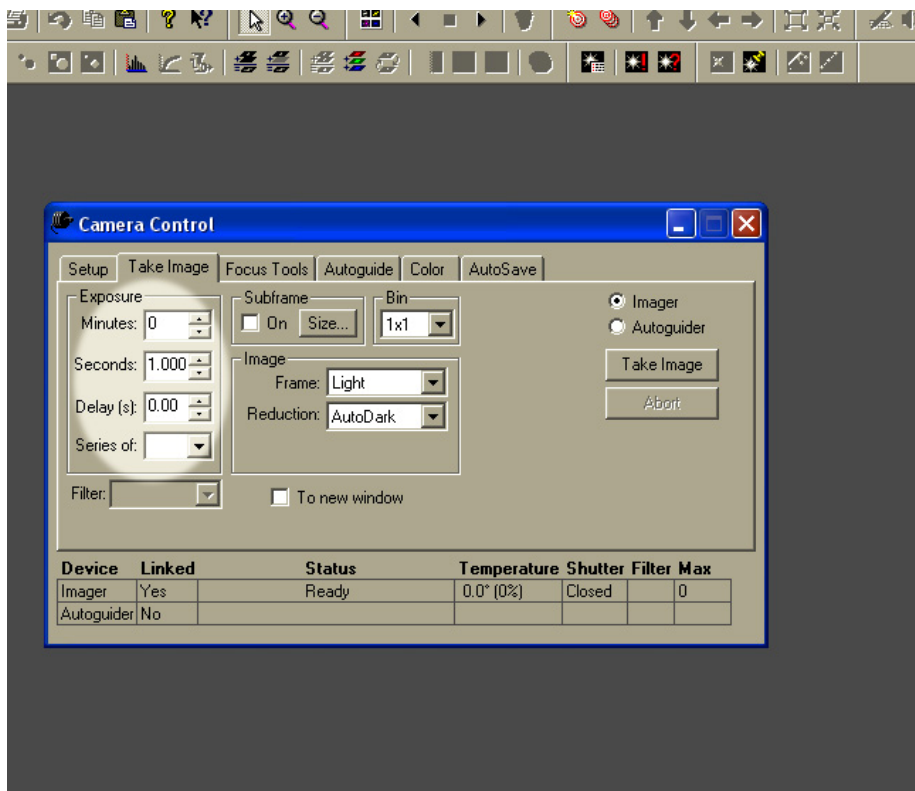 Camera Control
Setup Take Image Focus Tools Autoguide Color AutoSave
Exposure Subframe Bin
Minutes: 0 On Size... 1x1 Imager
Autoguider
Seconds: 1.000 Image Take Image
Frame: Light
Delay (s): 0.00 Reduction: AutoDark Abort
Series of:
Filter: To new window
Device Linked Status Temperature Shutter Filter Max
Imager Yes Ready 0.0° (0%) Closed 0
Autoguider No